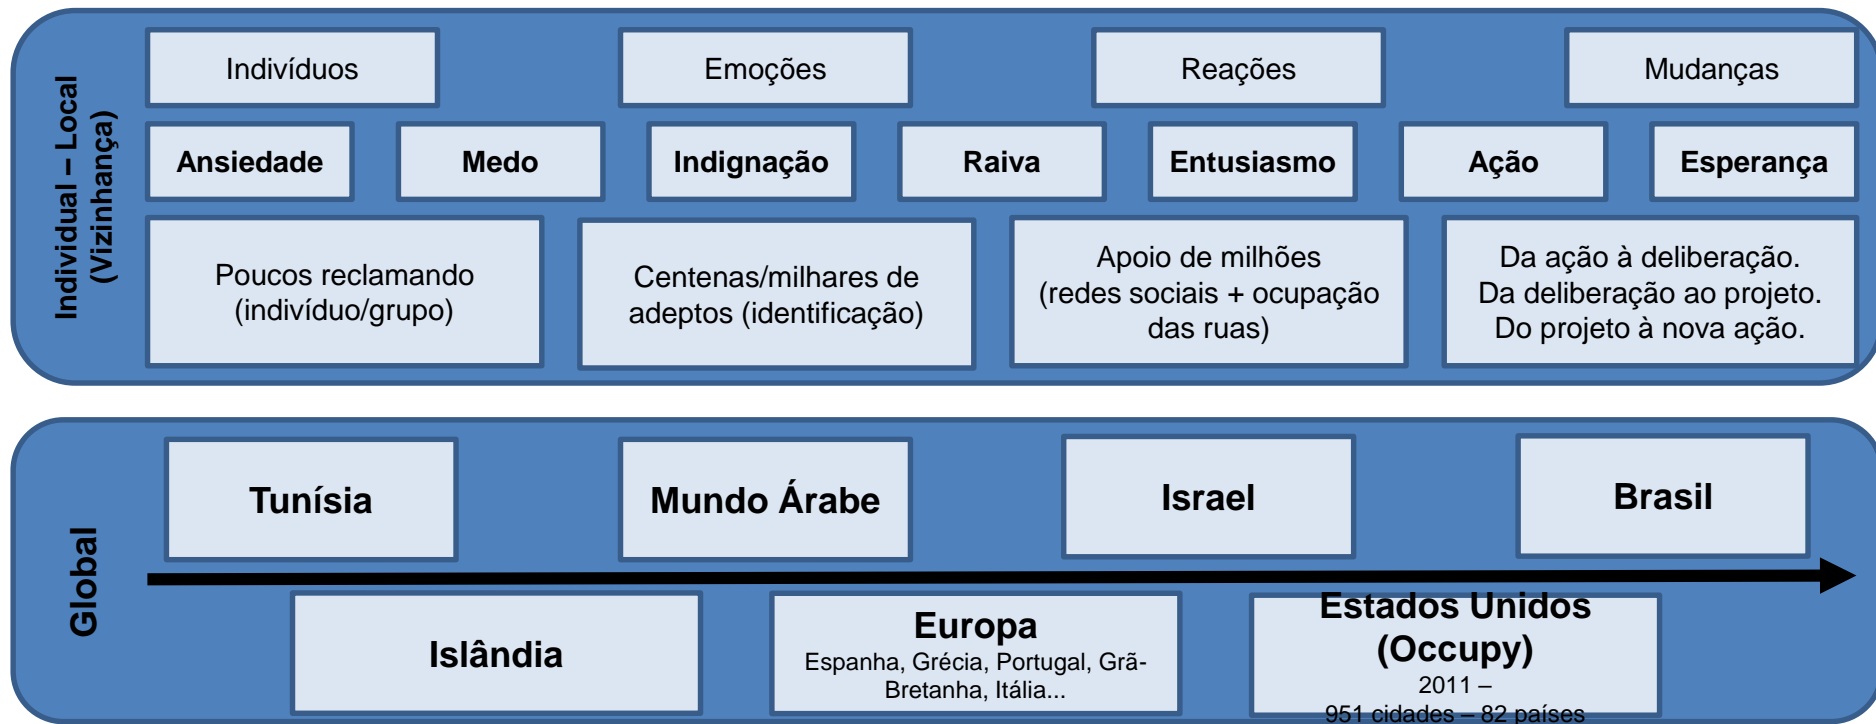 Individual – Local
(Vizinhança)
Indivíduos
Emoções
Reações
Mudanças
Ansiedade
Medo
Indignação
Raiva
Entusiasmo
Ação
Esperança
Poucos reclamando
(indivíduo/grupo)
Centenas/milhares de
adeptos (identificação)
Apoio de milhões
(redes sociais + ocupação
das ruas)
Da ação à deliberação.
Da deliberação ao projeto.
Do projeto à nova ação.
Global
Tunísia
Mundo Árabe
Israel
Brasil
Islândia
Europa
Espanha, Grécia, Portugal, Grã-
Bretanha, Itália...
Estados Unidos
(Occupy)
2011 –
951 cidades – 82 países